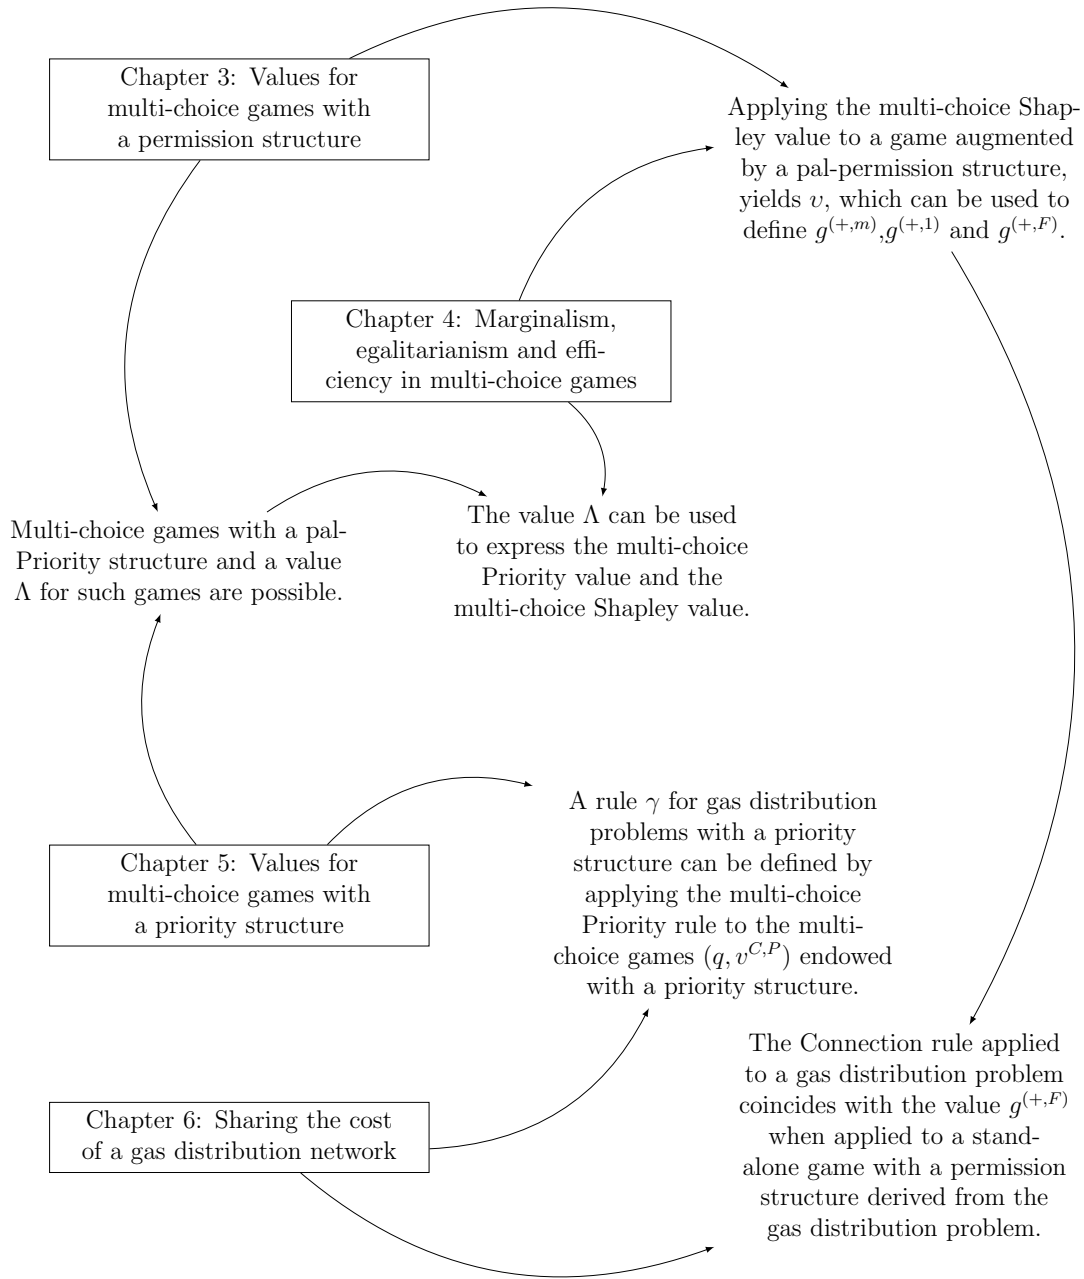 Chapter 3: Values for
multi-choice games with
a permission structure
Applying the multi-choice Shap-
ley value to a game augmented
by a pal-permission structure,
yields υ, which can be used to
define g^{(+,m)},g^{(+,1)} and g^{(+,F)}.
Chapter 4: Marginalism,
egalitarianism and effi-
ciency in multi-choice games
Multi-choice games with a pal-
Priority structure and a value
Λ for such games are possible.
The value Λ can be used
to express the multi-choice
Priority value and the
multi-choice Shapley value.
A rule γ for gas distribution
problems with a priority
structure can be defined by
applying the multi-choice
Priority rule to the multi-
choice games (q, v^{C,P}) endowed
with a priority structure.
Chapter 5: Values for
multi-choice games with
a priority structure
The Connection rule applied
to a gas distribution problem
coincides with the value g^{(+,F)}
when applied to a stand-
alone game with a permission
structure derived from the
gas distribution problem.
Chapter 6: Sharing the cost
of a gas distribution network